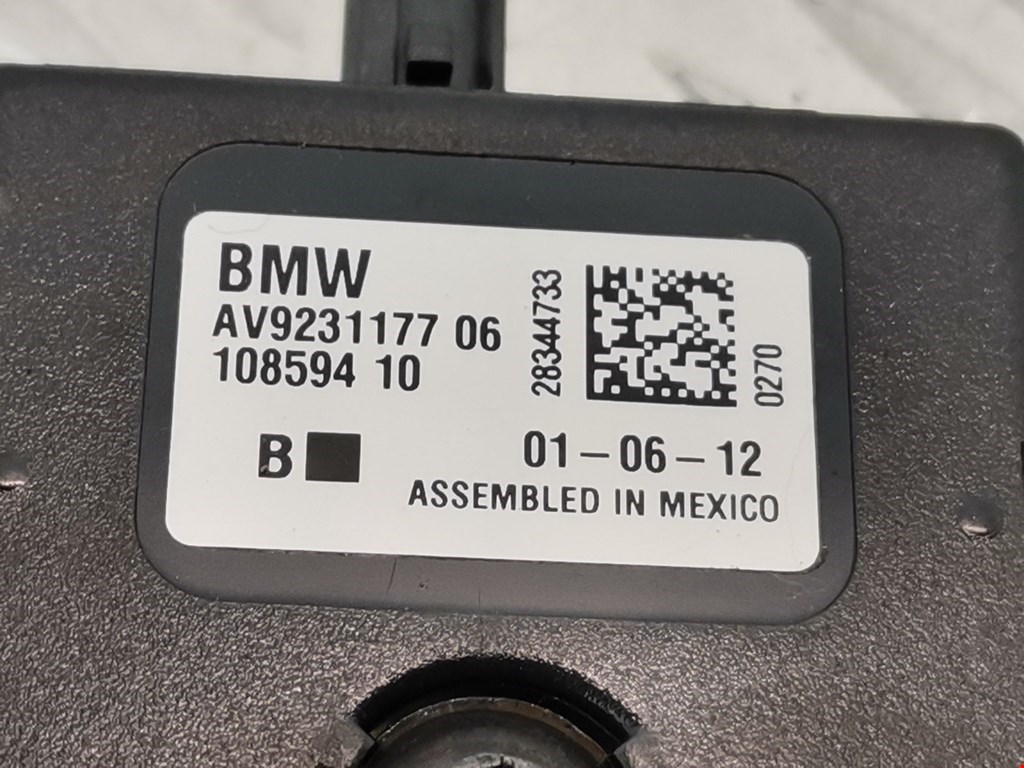 BMW
AV9231177 06
108594 10
28344733
0270
B
01-06-12
ASSEMBLED IN MEXICO